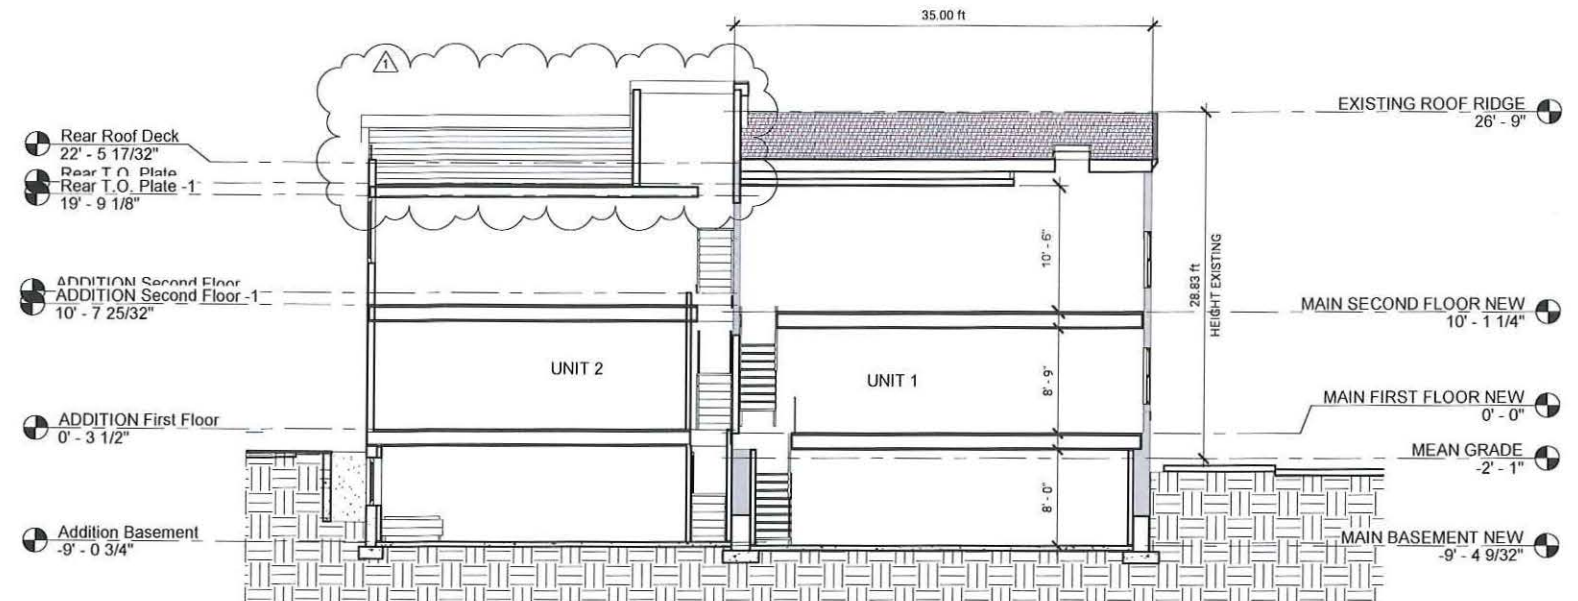 35.00 ft
1
EXISTING ROOF RIDGE
26' - 9"
Rear Roof Deck
22' - 5 17/32"
Rear T.O. Plate
Rear T.O. Plate -1
19' - 9 1/8"
10' - 6"
28.83 ft
HEIGHT EXISTING
ADDITION Second Floor
ADDITION Second Floor -1
10' - 7 25/32"
MAIN SECOND FLOOR NEW
10' - 1 1/4"
UNIT 2
UNIT 1
8' - 9"
MAIN FIRST FLOOR NEW
0' - 0"
ADDITION First Floor
0' - 3 1/2"
MEAN GRADE
-2' - 1"
8' - 0"
Addition Basement
-9' - 0 3/4"
MAIN BASEMENT NEW
-9' - 4 9/32"